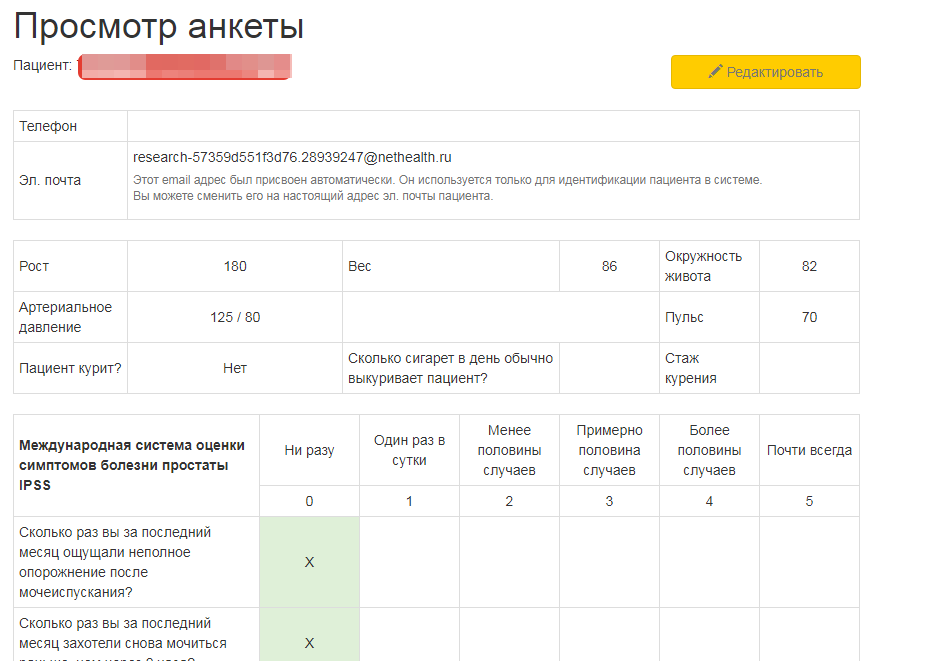 Просмотр анкеты
Пациент:
Редактировать
Телефон
Эл. почта
research-57359d551f3d76.28939247@nethealth.ru
Этот email адрес был присвоен автоматически. Он используется только для идентификации пациента в системе.
Вы можете сменить его на настоящий адрес эл. почты пациента.
Рост
180
Вес
86
Окружность
живота
82
Артериальное
давление
125 / 80
Пульс
70
Пациент курит?
Нет
Сколько сигарет в день обычно
выкуривает пациент?
Стаж
курения
Международная система оценки
симптомов болезни простаты
IPSS
Ни разу
Один раз в
сутки
Менее
половины
случаев
Примерно
половина
случаев
Более
половины
случаев
Почти всегда
0
1
2
3
4
5
Сколько раз вы за последний
месяц ощущали неполное
опорожнение после
мочеиспускания?
X
Сколько раз вы за последний
месяц захотели снова мочиться
X